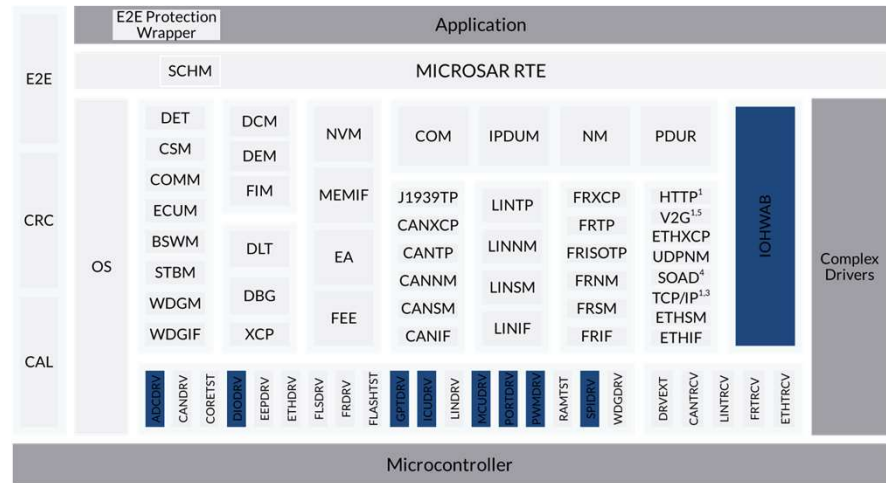 E2E Protection
Wrapper
Application
E2E
SCHM
MICROSAR RTE
CRC
CAL
OS
DET
CSM
COMM
ECUM
BSWM
STBM
WDGM
WDGIF
DCM
DEM
FIM
DLT
DBG
XCP
NVM
MEMIF
EA
FEE
COM
IPDUM
NM
PDUR
J1939TP
CANXCP
CANTP
CANNM
CANSM
CANIF
LINTP
LINNM
LINSM
LINIF
FRXCP
FRTP
FRISOTP
FRNM
FRSM
FRIF
HTTP¹
V2G¹,⁵
ETHXCP
UDPNM
SOAD⁴
TCP/IP¹,³
ETHSM
ETHIF
IOHWAB
Complex
Drivers
ADCDRV
CANDRV
CORETST
DIODRV
EEPDRV
ETHDRV
FLSDRV
FRDRV
FLASHTST
GPTDRV
ICUDRV
LINDRV
MCUDRV
PORTDRV
PWMDRV
RAMTST
SPIDRV
WDGDRV
DRVEXT
CANTRCV
LINTRCV
FRTRCV
ETHTRCV
Microcontroller